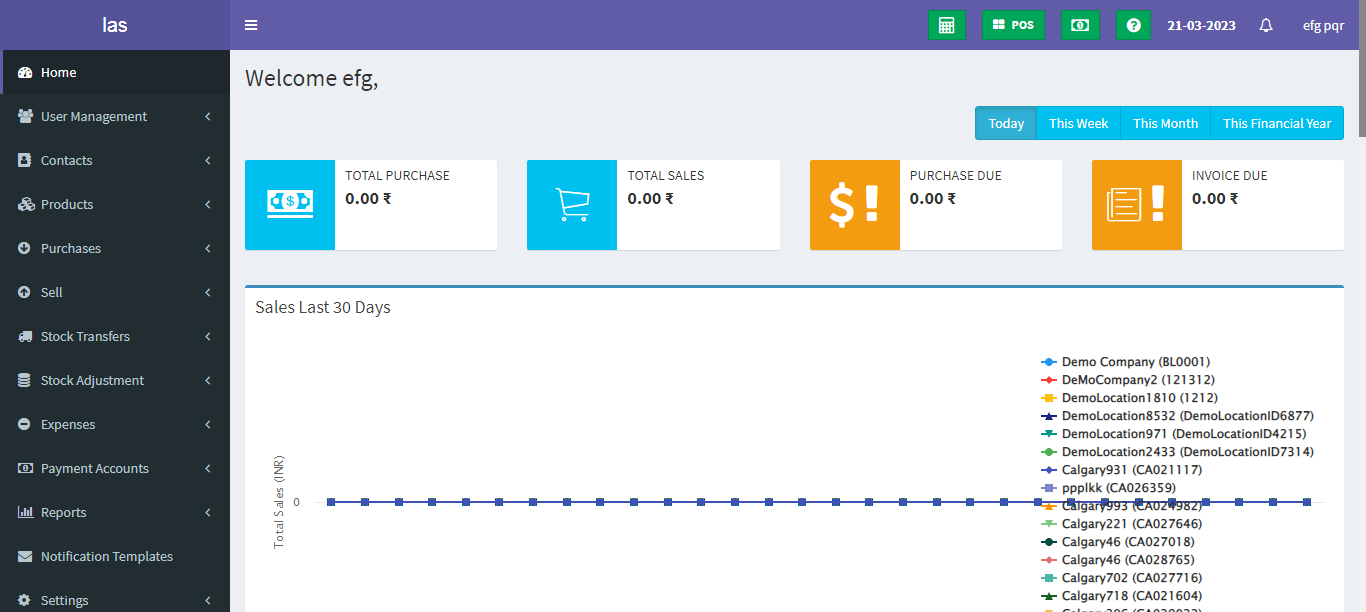 las
POS
21-03-2023
efg pqr
Home
User Management
Contacts
Products
Purchases
Sell
Stock Transfers
Stock Adjustment
Expenses
Payment Accounts
Reports
Notification Templates
Settings
Welcome efg,
Today
This Week
This Month
This Financial Year
TOTAL PURCHASE
0.00 ₹
TOTAL SALES
0.00 ₹
PURCHASE DUE
0.00 ₹
INVOICE DUE
0.00 ₹
Sales Last 30 Days
Total Sales (INR)
0
Demo Company (BL0001)
DeMoCompany2 (121312)
DemoLocation1810 (1212)
DemoLocation8532 (DemoLocationID6877)
DemoLocation971 (DemoLocationID4215)
DemoLocation2433 (DemoLocationID7314)
Calgary931 (CA021117)
ppplkk (CA026359)
Calgary993 (CA024982)
Calgary221 (CA027646)
Calgary46 (CA027018)
Calgary46 (CA028765)
Calgary702 (CA027716)
Calgary718 (CA021604)